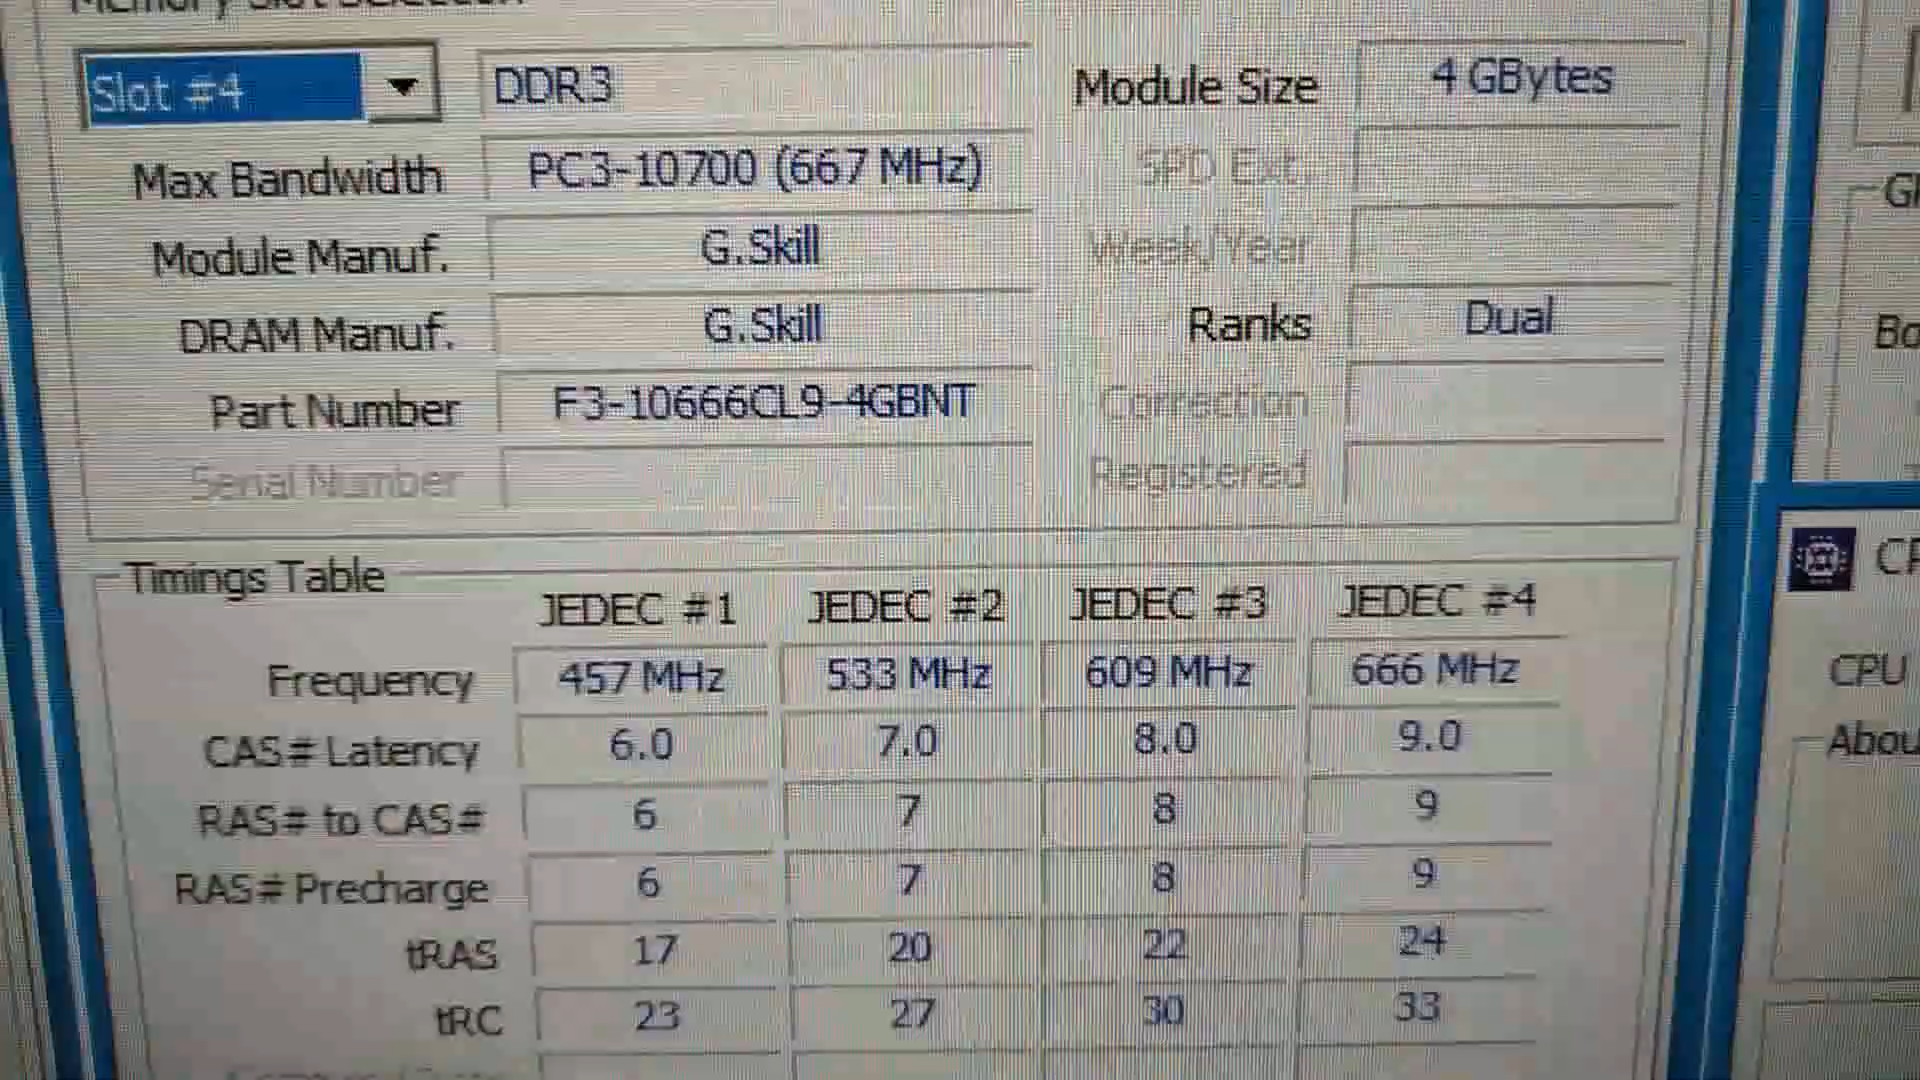 Memory Slot Selection
Slot #4 DDR3 Module Size 4 GBytes
Max Bandwidth PC3-10700 (667 MHz) SPD Ext.
Module Manuf. G.Skill Week/Year
DRAM Manuf. G.Skill Ranks Dual
Part Number F3-10666CL9-4GBNT Correction
Serial Number Registered
Timings Table
JEDEC #1 JEDEC #2 JEDEC #3 JEDEC #4
Frequency 457 MHz 533 MHz 609 MHz 666 MHz
CAS# Latency 6.0 7.0 8.0 9.0
RAS# to CAS# 6 7 8 9
RAS# Precharge 6 7 8 9
tRAS 17 20 22 24
tRC 23 27 30 33
CPU